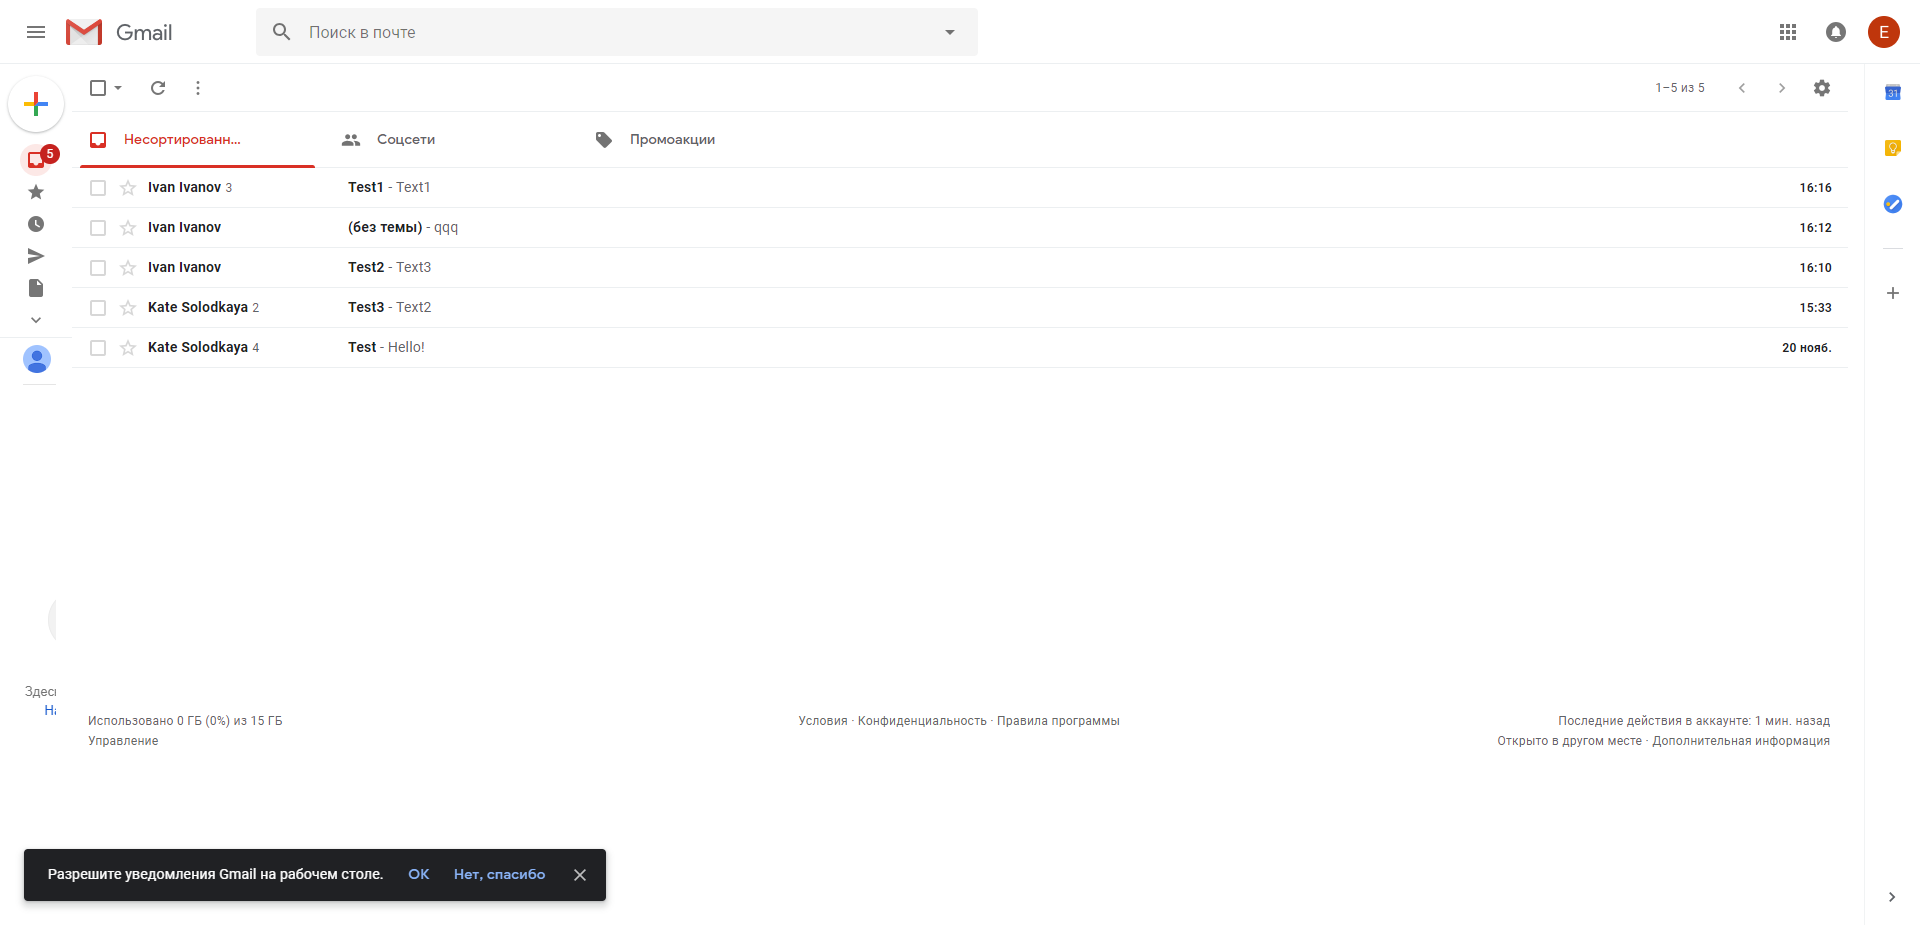 Gmail
Поиск в почте
E
1–5 из 5
31
5
Несортированн...
Соцсети
Промоакции
Ivan Ivanov 3 Test1 - Text1 16:16
Ivan Ivanov (без темы) - qqq 16:12
Ivan Ivanov Test2 - Text3 16:10
Kate Solodkaya 2 Test3 - Text2 15:33
Kate Solodkaya 4 Test - Hello! 20 нояб.
Использовано 0 ГБ (0%) из 15 ГБ
Управление
Условия · Конфиденциальность · Правила программы
Последние действия в аккаунте: 1 мин. назад
Открыто в другом месте · Дополнительная информация
Разрешите уведомления Gmail на рабочем столе. ОК Нет, спасибо